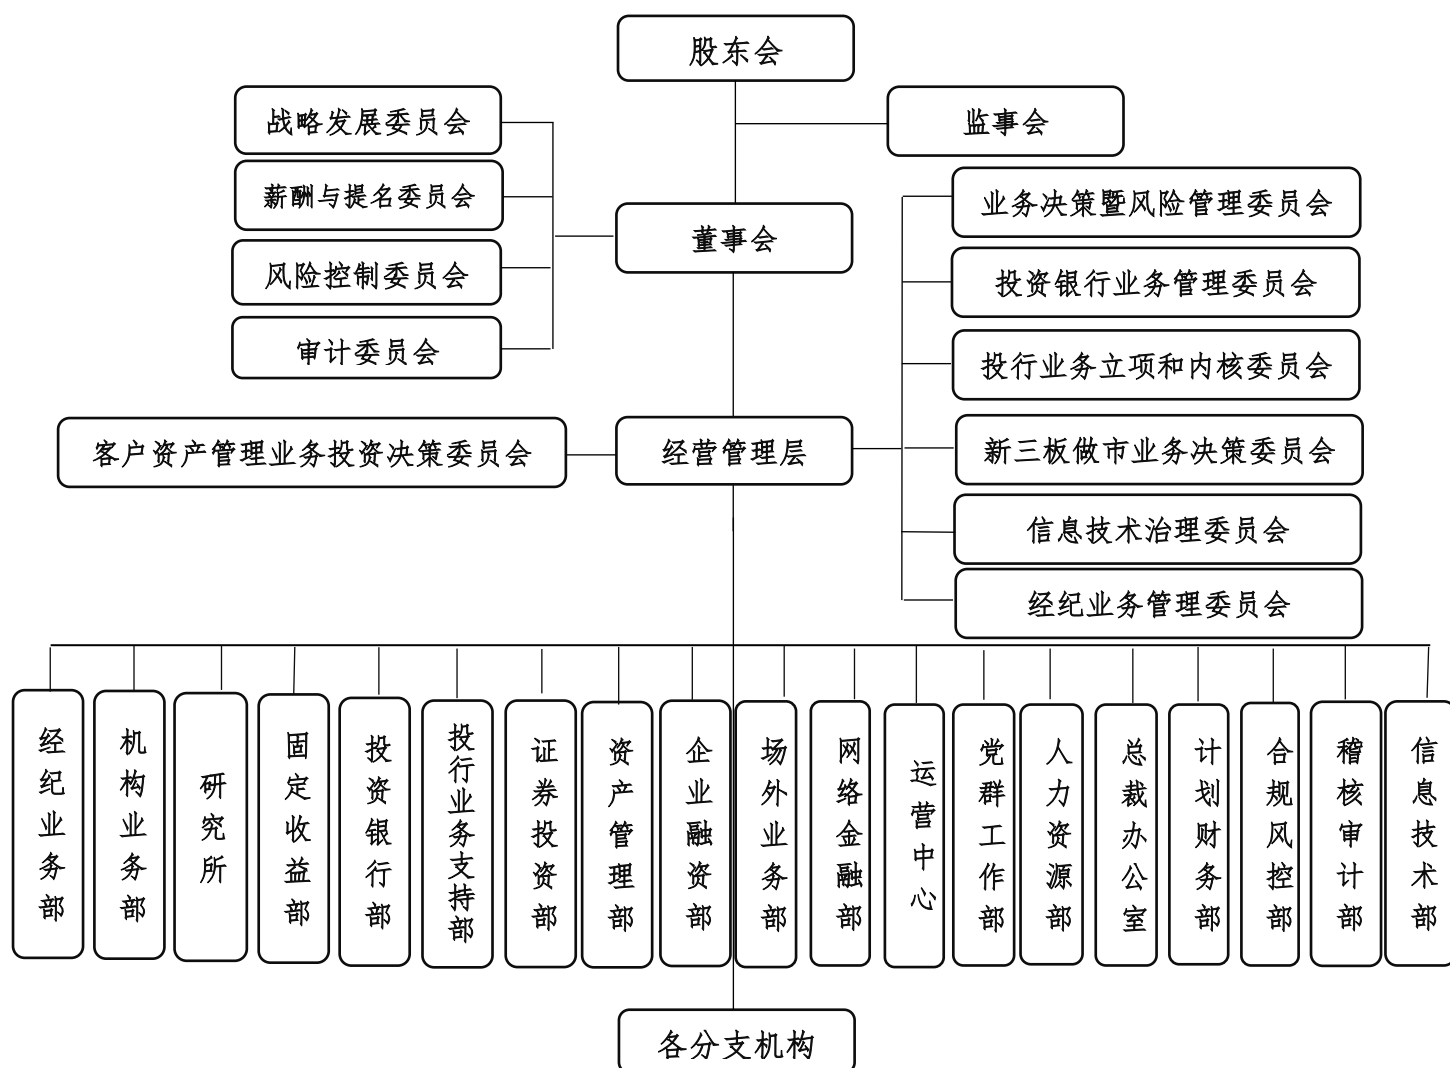 股东会
战略发展委员会
监事会
薪酬与提名委员会
业务决策暨风险管理委员会
董事会
风险控制委员会
投资银行业务管理委员会
审计委员会
投行业务立项和内核委员会
客户资产管理业务投资决策委员会
经营管理层
新三板做市业务决策委员会
信息技术治理委员会
经纪业务管理委员会
经纪业务部
机构业务部
研究所
固定收益部
投资银行部
投行业务支持部
证券投资部
资产管理部
企业融资部
场外业务部
网络金融部
运营中心
党群工作部
人力资源部
总裁办公室
计划财务部
合规风控部
稽核审计部
信息技术部
各分支机构